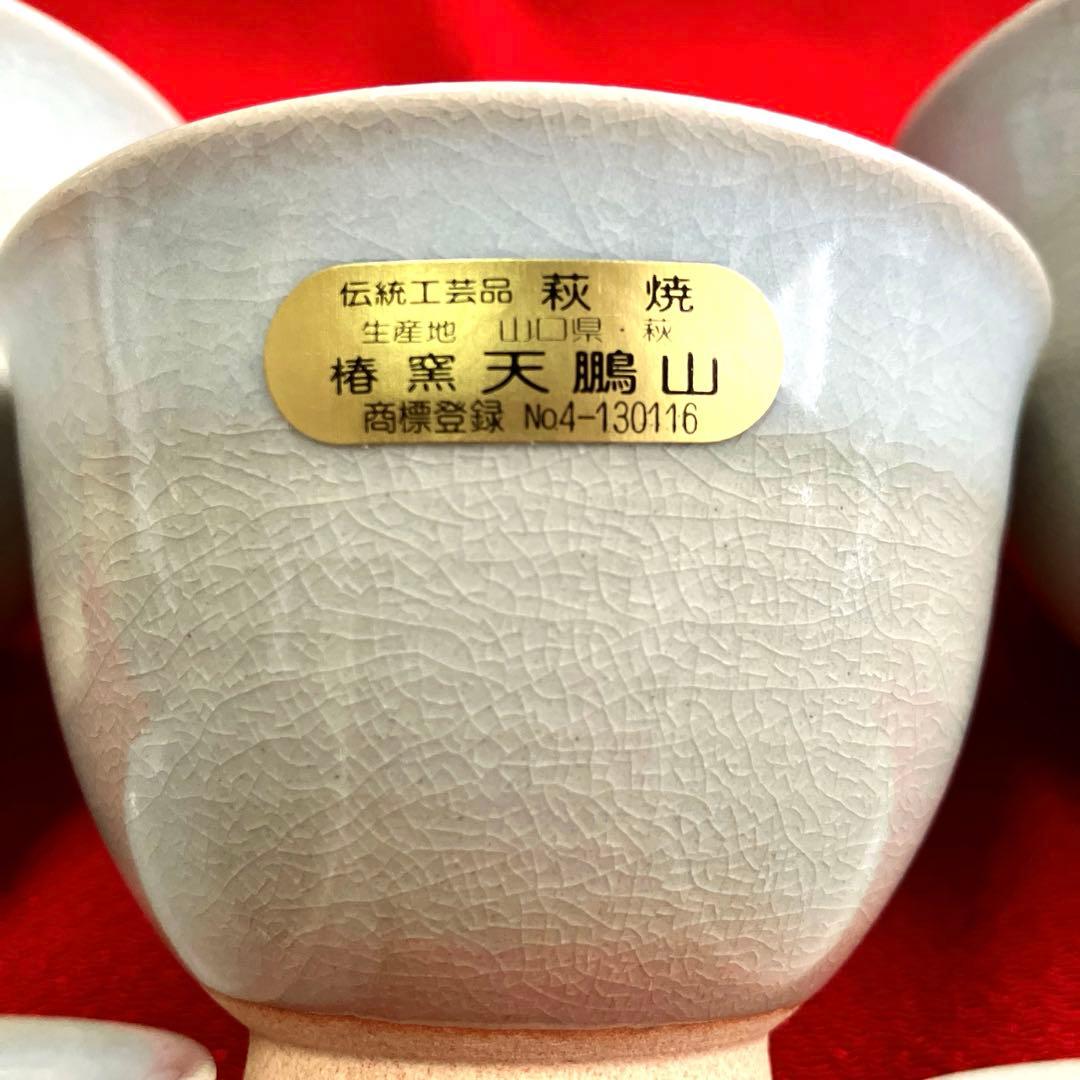 伝統工芸品 萩 焼
生産地 山口県・萩
椿窯天鵬山
商標登録 No.4-130116